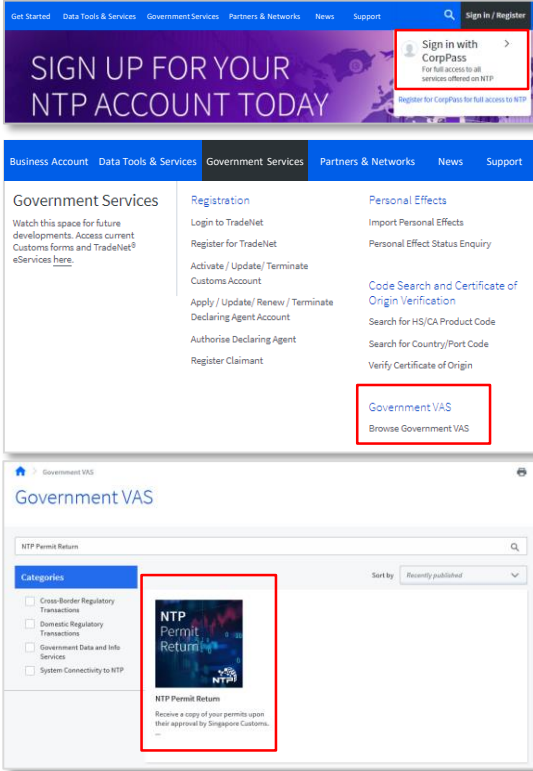 Get Started Data Tools & Services Government Services Partners & Networks News Support Sign in / Register
SIGN UP FOR YOUR
NTP ACCOUNT TODAY
Sign in with
CorpPass
For full access to all
services offered on NTP
Register for CorpPass for full access to NTP
Business Account Data Tools & Services Government Services Partners & Networks News Support
Government Services
Watch this space for future
developments. Access current
Customs forms and TradeNet®
eServices here.
Registration
Login to TradeNet
Register for TradeNet
Activate / Update/ Terminate
Customs Account
Apply / Update/ Renew / Terminate
Declaring Agent Account
Authorise Declaring Agent
Register Claimant
Personal Effects
Import Personal Effects
Personal Effect Status Enquiry
Code Search and Certificate of
Origin Verification
Search for HS/CA Product Code
Search for Country/Port Code
Verify Certificate of Origin
Government VAS
Browse Government VAS
Government VAS
Government VAS
NTP Permit Return
Categories
Cross-Border Regulatory
Transactions
Domestic Regulatory
Transactions
Government Data and Info
Services
System Connectivity to NTP
Sort by Recently published
NTP
Permit
Return
NTP
NTP Permit Return
Receive a copy of your permits upon
their approval by Singapore Customs.
...